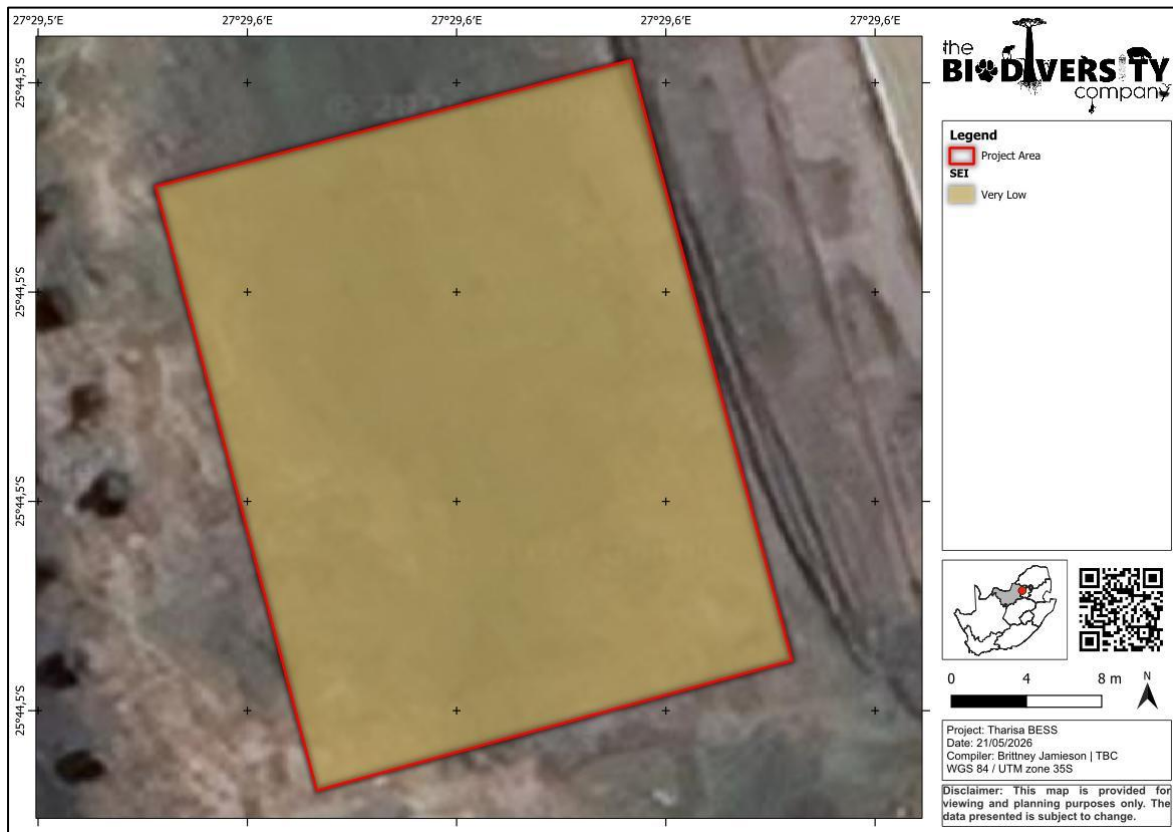 27°29,5'E 27°29,6'E 27°29,6'E 27°29,6'E 27°29,6'E
25°44,5'S
25°44,5'S
25°44,5'S
25°44,5'S
the
BIODIVERSITY
company
Legend
Project Area
SEI
Very Low
0 4 8 m
N
Project: Tharisa BESS
Date: 21/05/2026
Compiler: Brittney Jamieson | TBC
WGS 84 / UTM zone 35S
Disclaimer: This map is provided for
viewing and planning purposes only. The
data presented is subject to change.